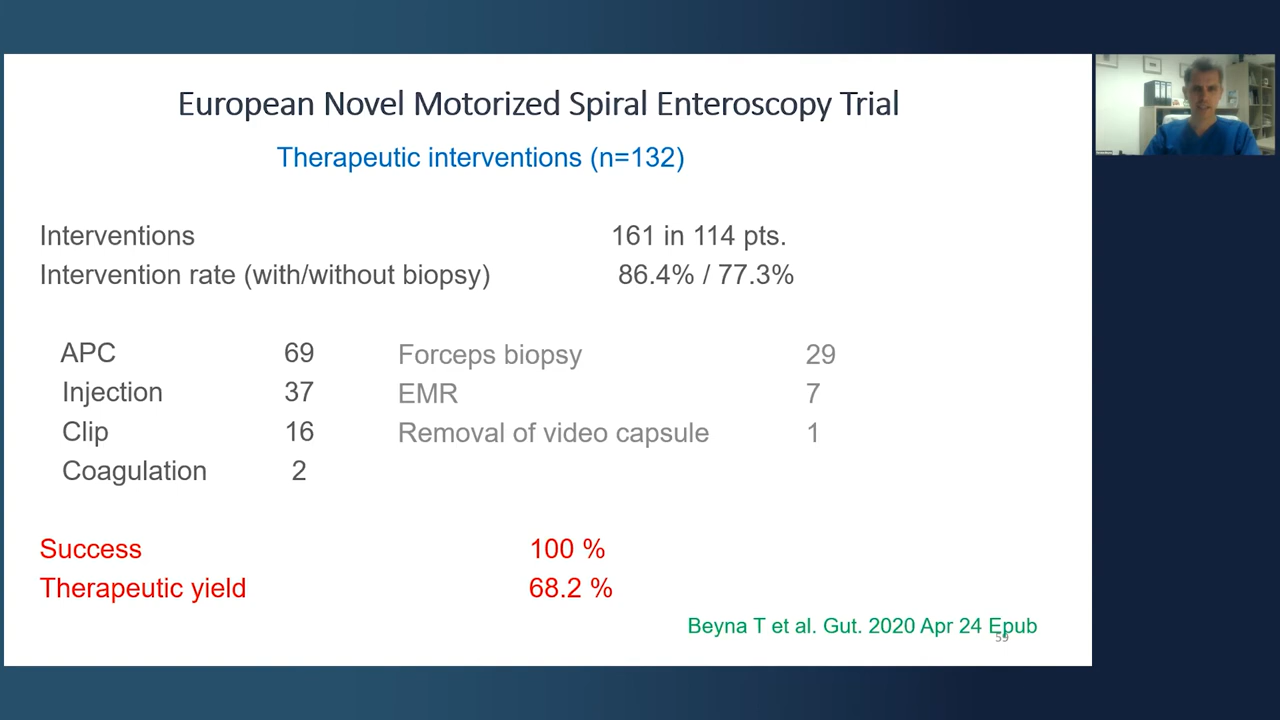 European Novel Motorized Spiral Enteroscopy Trial
Therapeutic interventions (n=132)
Interventions 161 in 114 pts.
Intervention rate (with/without biopsy) 86.4% / 77.3%
APC 69 Forceps biopsy 29
Injection 37 EMR 7
Clip 16 Removal of video capsule 1
Coagulation 2
Success 100 %
Therapeutic yield 68.2 %
Beyna T et al. Gut. 2020 Apr 24 Epub
59